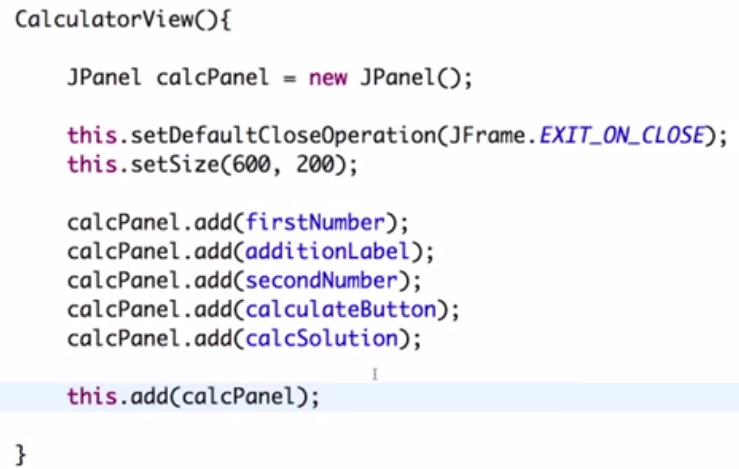 CalculatorView(){
JPanel calcPanel = new JPanel();
this.setDefaultCloseOperation(JFrame.EXIT_ON_CLOSE);
this.setSize(600, 200);
calcPanel.add(firstNumber);
calcPanel.add(additionLabel);
calcPanel.add(secondNumber);
calcPanel.add(calculateButton);
calcPanel.add(calcSolution);
this.add(calcPanel);
}